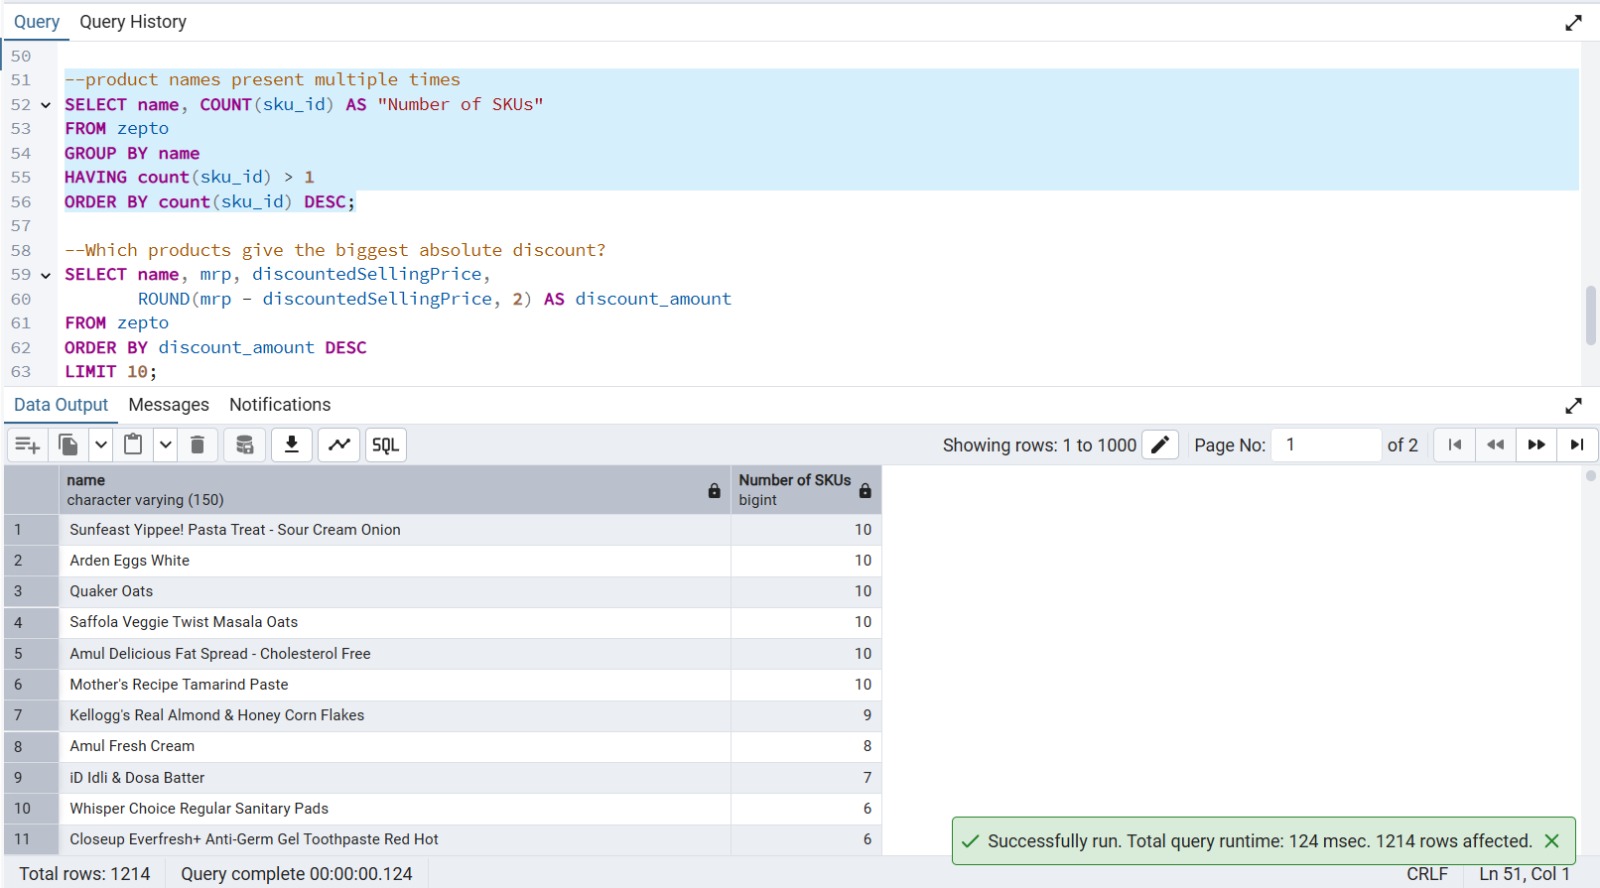 Query Query History
50
51 --product names present multiple times
52 SELECT name, COUNT(sku_id) AS "Number of SKUs"
53 FROM zepto
54 GROUP BY name
55 HAVING count(sku_id) > 1
56 ORDER BY count(sku_id) DESC;
57
58 --Which products give the biggest absolute discount?
59 SELECT name, mrp, discountedSellingPrice,
60 ROUND(mrp - discountedSellingPrice, 2) AS discount_amount
61 FROM zepto
62 ORDER BY discount_amount DESC
63 LIMIT 10;
Data Output Messages Notifications
SQL Showing rows: 1 to 1000 Page No: 1 of 2
name Number of SKUs
character varying (150) bigint
1 Sunfeast Yippee! Pasta Treat - Sour Cream Onion 10
2 Arden Eggs White 10
3 Quaker Oats 10
4 Saffola Veggie Twist Masala Oats 10
5 Amul Delicious Fat Spread - Cholesterol Free 10
6 Mother's Recipe Tamarind Paste 10
7 Kellogg's Real Almond & Honey Corn Flakes 9
8 Amul Fresh Cream 8
9 iD Idli & Dosa Batter 7
10 Whisper Choice Regular Sanitary Pads 6
11 Closeup Everfresh+ Anti-Germ Gel Toothpaste Red Hot 6
Successfully run. Total query runtime: 124 msec. 1214 rows affected.
Total rows: 1214 Query complete 00:00:00.124 CRLF Ln 51, Col 1